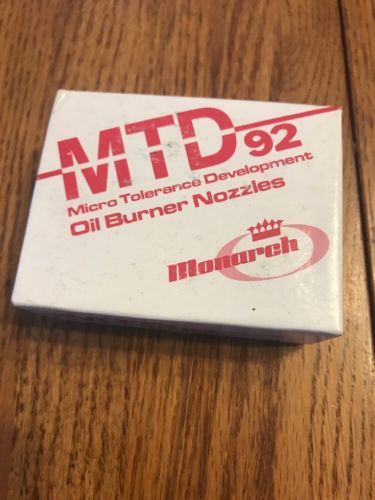 MTD 92
Micro Tolerance Development
Oil Burner Nozzles
Monarch